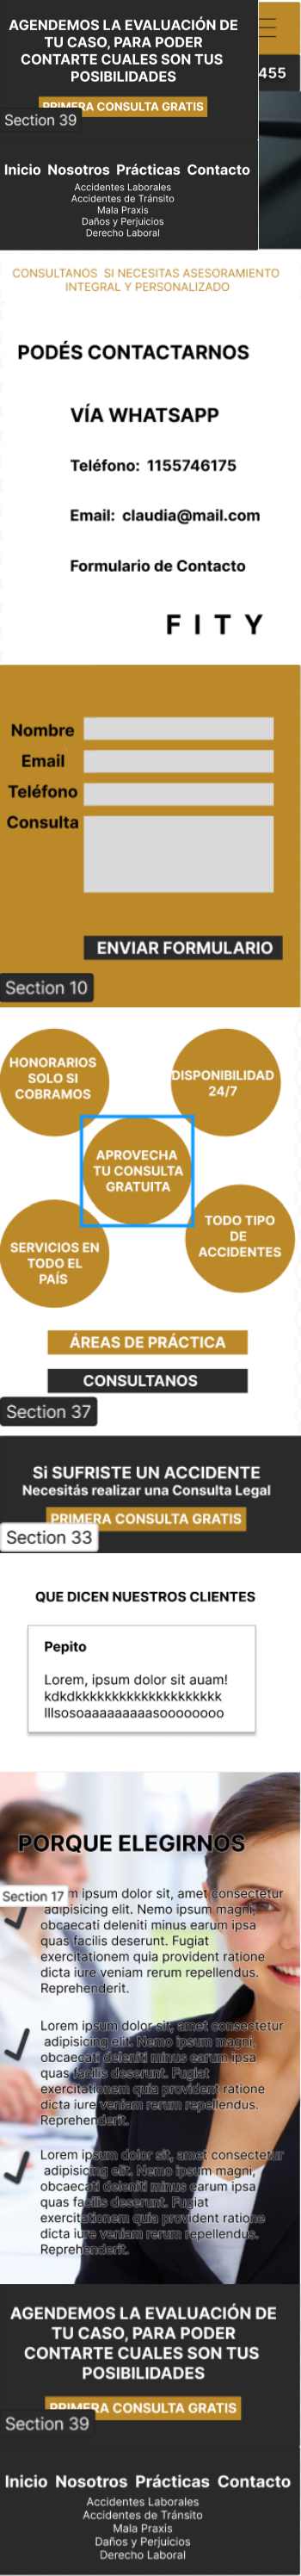 AGENDEMOS LA EVALUACIÓN DE
TU CASO, PARA PODER
CONTARTE CUALES SON TUS
POSIBILIDADES
455
PRIMERA CONSULTA GRATIS
Section 39
Inicio Nosotros Prácticas Contacto
Accidentes Laborales
Accidentes de Tránsito
Mala Praxis
Daños y Perjuicios
Derecho Laboral
CONSULTANOS SI NECESITAS ASESORAMIENTO
INTEGRAL Y PERSONALIZADO
PODÉS CONTACTARNOS
VÍA WHATSAPP
Teléfono: 1155746175
Email: claudia@mail.com
Formulario de Contacto
F I T Y
Nombre
Email
Teléfono
Consulta
ENVIAR FORMULARIO
Section 10
HONORARIOS
SOLO SI
COBRAMOS
DISPONIBILIDAD
24/7
APROVECHA
TU CONSULTA
GRATUITA
SERVICIOS EN
TODO EL
PAÍS
TODO TIPO
DE
ACCIDENTES
ÁREAS DE PRÁCTICA
CONSULTANOS
Section 37
Si SUFRISTE UN ACCIDENTE
Necesitás realizar una Consulta Legal
PRIMERA CONSULTA GRATIS
Section 33
QUE DICEN NUESTROS CLIENTES
Pepito
Lorem, ipsum dolor sit auam!
kdkdkkkkkkkkkkkkkkkkkkkk
lllsosoaaaaaaaaaasoooooooo
PORQUE ELEGIRNOS
Section 17
m ipsum dolor sit, amet consectetur
adipisicing elit. Nemo ipsum magni,
obcaecati deleniti minus earum ipsa
quas facilis deserunt. Fugiat
exercitationem quia provident ratione
dicta iure veniam rerum repellendus.
Reprehenderit.
Lorem ipsum dolor sit, amet consectetur
adipisicing elit. Nemo ipsum magni,
obcaecati deleniti minus earum ipsa
quas facilis deserunt. Fugiat
exercitationem quia provident ratione
dicta iure veniam rerum repellendus.
Reprehenderit.
Lorem ipsum dolor sit, amet consectetur
adipisicing elit. Nemo ipsum magni,
obcaecati deleniti minus earum ipsa
quas facilis deserunt. Fugiat
exercitationem quia provident ratione
dicta iure veniam rerum repellendus.
Reprehenderit.
AGENDEMOS LA EVALUACIÓN DE
TU CASO, PARA PODER
CONTARTE CUALES SON TUS
POSIBILIDADES
PRIMERA CONSULTA GRATIS
Section 39
Inicio Nosotros Prácticas Contacto
Accidentes Laborales
Accidentes de Tránsito
Mala Praxis
Daños y Perjuicios
Derecho Laboral